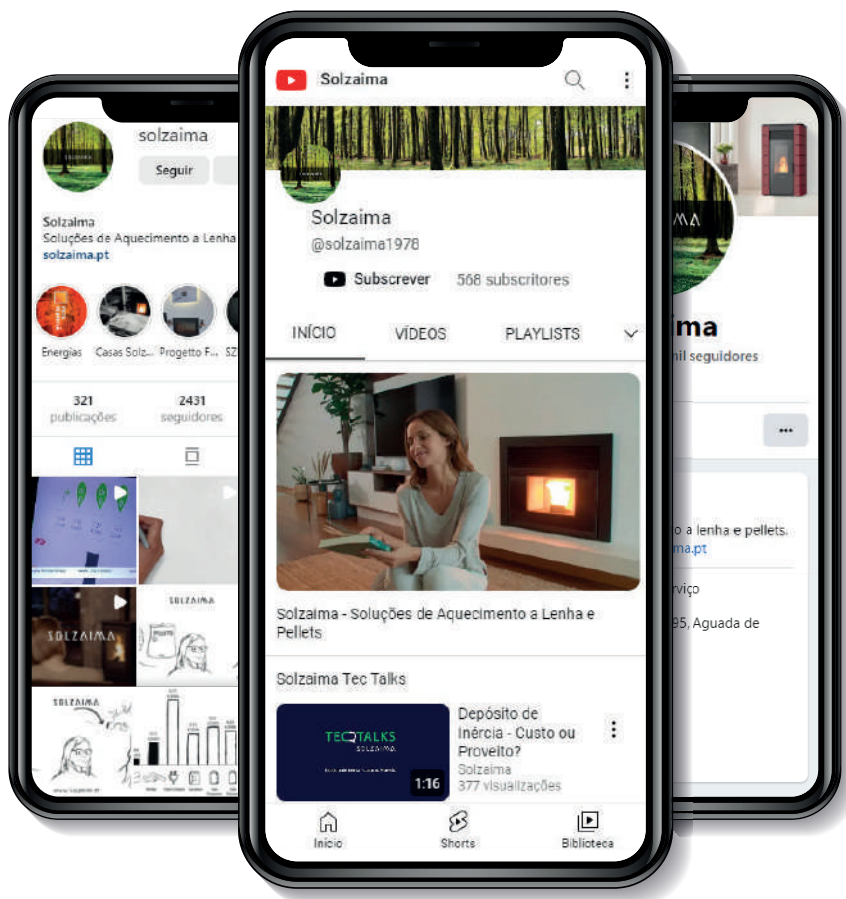 solzaima
Seguir
Solzaima
Soluções de Aquecimento a Lenha
solzaima.pt
Energias
Casas Solz...
Progetto F...
SZ
321
publicações
2431
seguidores
SOLZAIMA
SOLZAIMA
SOLZAIMA
Solzaima
Solzaima
@solzaima1978
Subscrever
568 subscritores
INÍCIO
VÍDEOS
PLAYLISTS
Solzaima - Soluções de Aquecimento a Lenha e
Pellets
Solzaima Tec Talks
TECTALKS
SOLZAIMA
1:16
Depósito de
Inércia - Custo ou
Proveito?
Solzaima
377 visualizações
Início
Shorts
Biblioteca
MA
ma
mil seguidores
...
o a lenha e pellets.
ma.pt
rviço
95, Aguada de